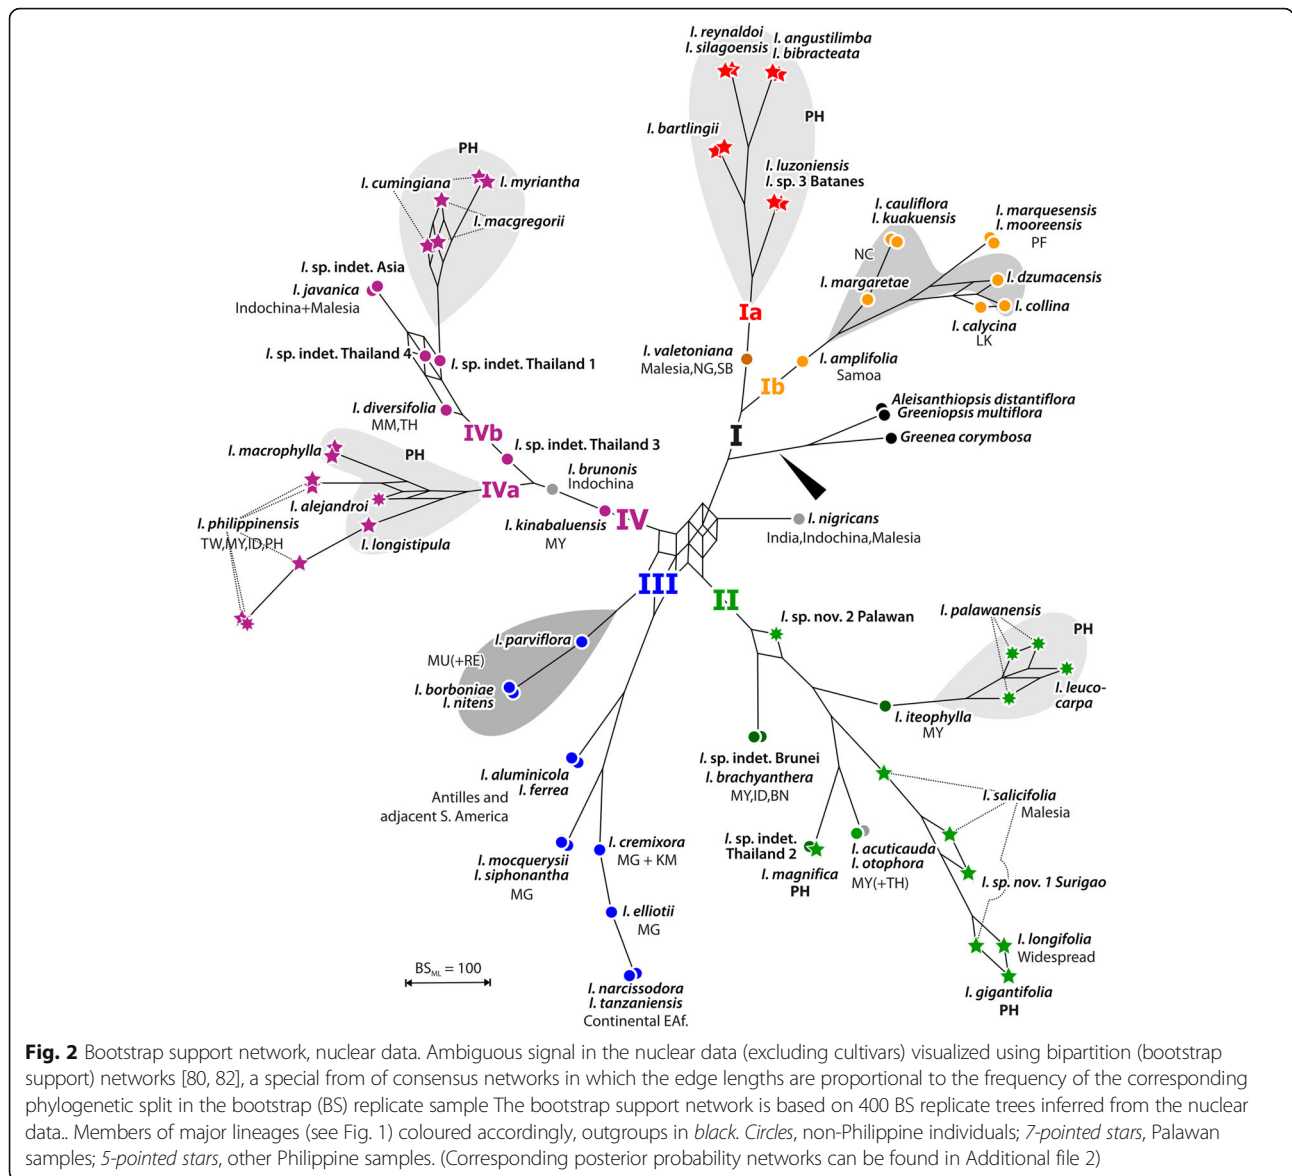 I. reynaldoi
I. silagoensis
I. angustilimba
I. bibracteata
PH
I. bartlingii
I. luzoniensis
I. sp. 3 Batanes
PH
I. cumingiana
I. myriantha
I. macgregorii
I. cauliflora
I. kuakuensis
I. marquesensis
I. mooreensis
PF
NC
I. margaretae
I. dzumacensis
I. collina
I. calycina
LK
I. sp. indet. Asia
I. javanica
Indochina+Malesia
Ia
I. sp. indet. Thailand 4
I. sp. indet. Thailand 1
I. valetoniana
Malesia,NG,SB
I. amplifolia
Samoa
Ib
I. diversifolia
MM,TH
IVb
I
Aleisanthiopsis distantiflora
Greeniopsis multiflora
Greenea corymbosa
I. macrophylla
PH
I. sp. indet. Thailand 3
I. brunonis
Indochina
IVa
I. alejandroi
I. philippinensis
TW,MY,ID,PH
I. longistipula
I. kinabaluensis
MY
IV
I. nigricans
India,Indochina,Malesia
III
II
I. sp. nov. 2 Palawan
I. palawanensis
PH
I. parviflora
MU(+RE)
I. borboniae
I. nitens
I. leuco-
carpa
I. iteophylla
MY
I. sp. indet. Brunei
I. brachyanthera
MY,ID,BN
I. aluminicola
I. ferrea
Antilles and
adjacent S. America
I. salicifolia
Malesia
I. cremixora
MG + KM
I. mocquerysii
I. siphonantha
MG
I. sp. indet.
Thailand 2
I. magnifica
PH
I. acuticauda
I. otophora
MY(+TH)
I. sp. nov. 1 Surigao
I. elliotii
MG
I. longifolia
Widespread
I. gigantifolia
PH
BSML = 100
I. narcissodora
I. tanzaniensis
Continental EAf.
Fig. 2 Bootstrap support network, nuclear data. Ambiguous signal in the nuclear data (excluding cultivars) visualized using bipartition (bootstrap
support) networks [80, 82], a special from of consensus networks in which the edge lengths are proportional to the frequency of the corresponding
phylogenetic split in the bootstrap (BS) replicate sample The bootstrap support network is based on 400 BS replicate trees inferred from the nuclear
data.. Members of major lineages (see Fig. 1) coloured accordingly, outgroups in black. Circles, non-Philippine individuals; 7-pointed stars, Palawan
samples; 5-pointed stars, other Philippine samples. (Corresponding posterior probability networks can be found in Additional file 2)